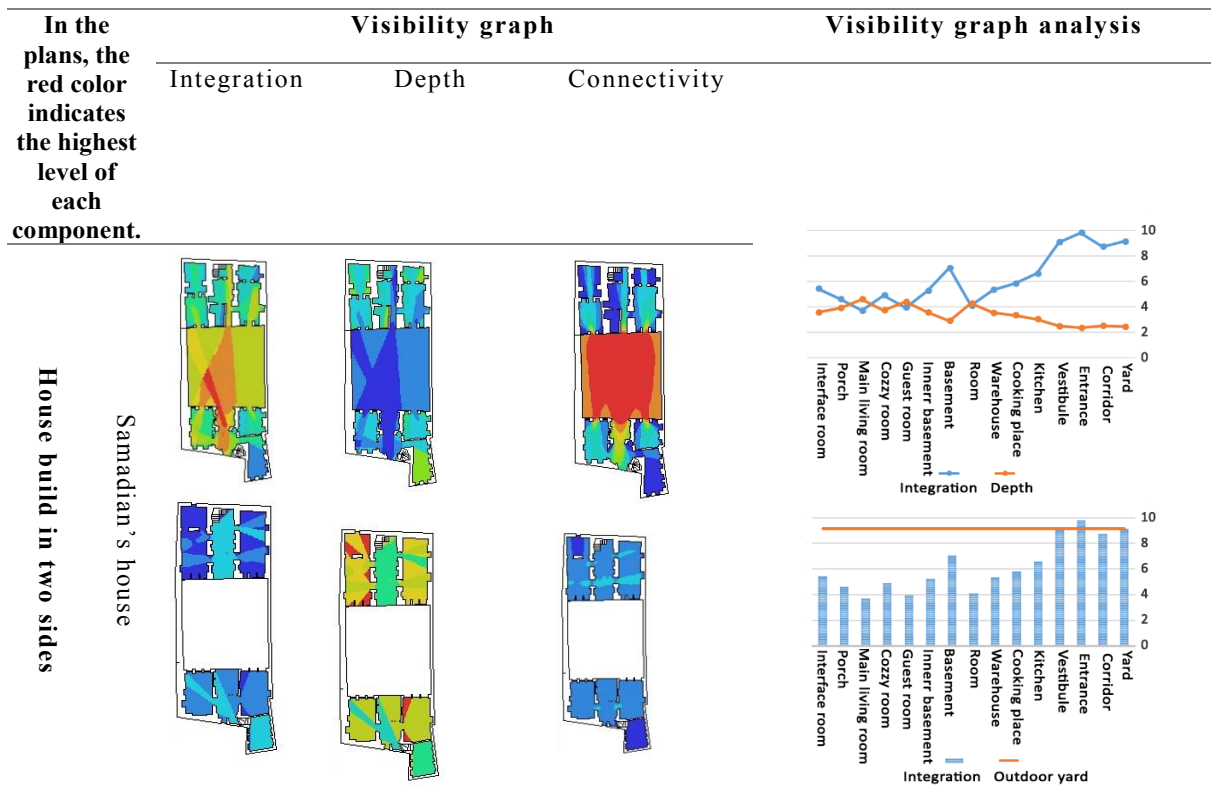 In the
plans, the
red color
indicates
the highest
level of
each
component.
Visibility graph
Visibility graph analysis
Integration
Depth
Connectivity
House build in two sides
Samadian's house
10
8
6
4
2
0
Interface room
Porch
Main living room
Cozzy room
Guest room
Innerr basement
Basement
Room
Warehouse
Cooking place
Kitchen
Vestibule
Entrance
Corridor
Yard
Integration
Depth
10
8
6
4
2
0
Interface room
Porch
Main living room
Cozzy room
Guest room
Innerr basement
Basement
Room
Warehouse
Cooking place
Kitchen
Vestibule
Entrance
Corridor
Yard
Integration
Outdoor yard